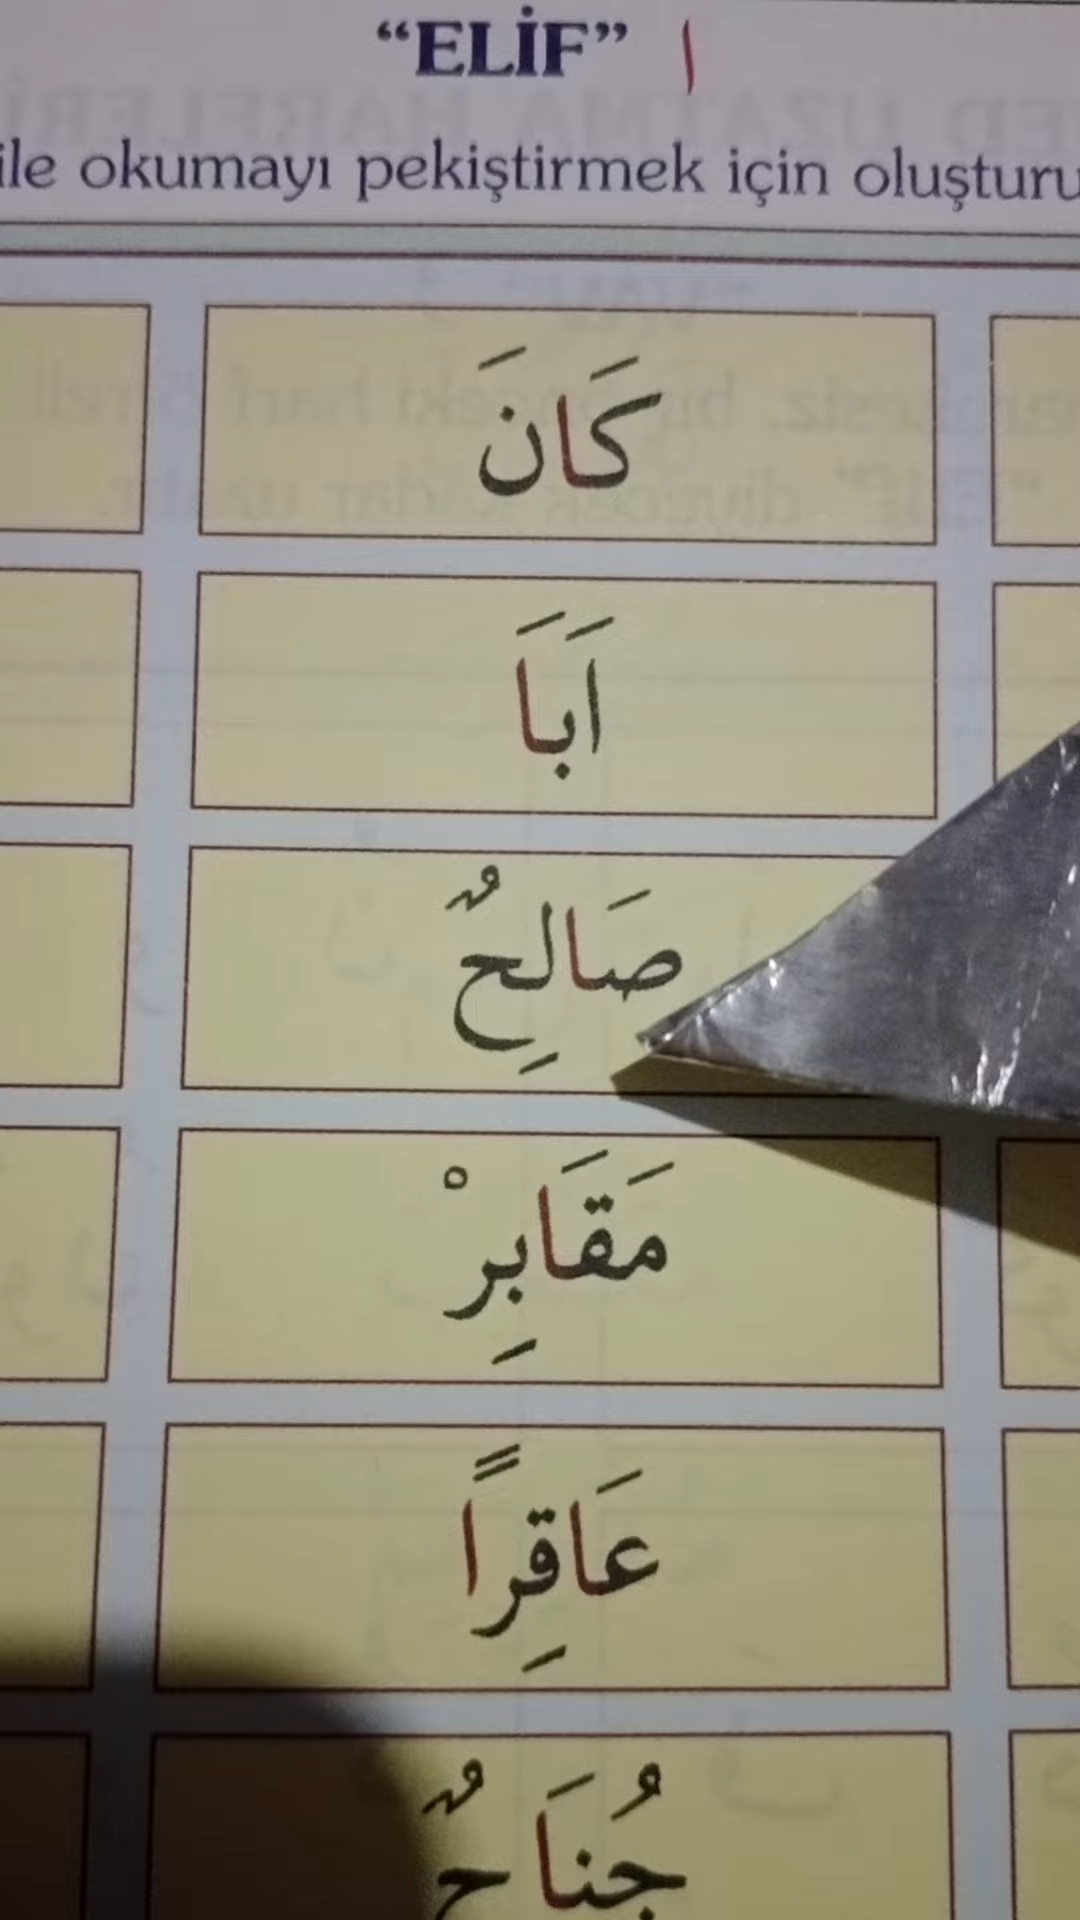 “ELİF” ا
ile okumayı pekiştirmek için oluşturu
كَانَ
اَبَا
صَالِحٌ
مَقَابِرْ
عَاقِرًا
جُنَاحٌ